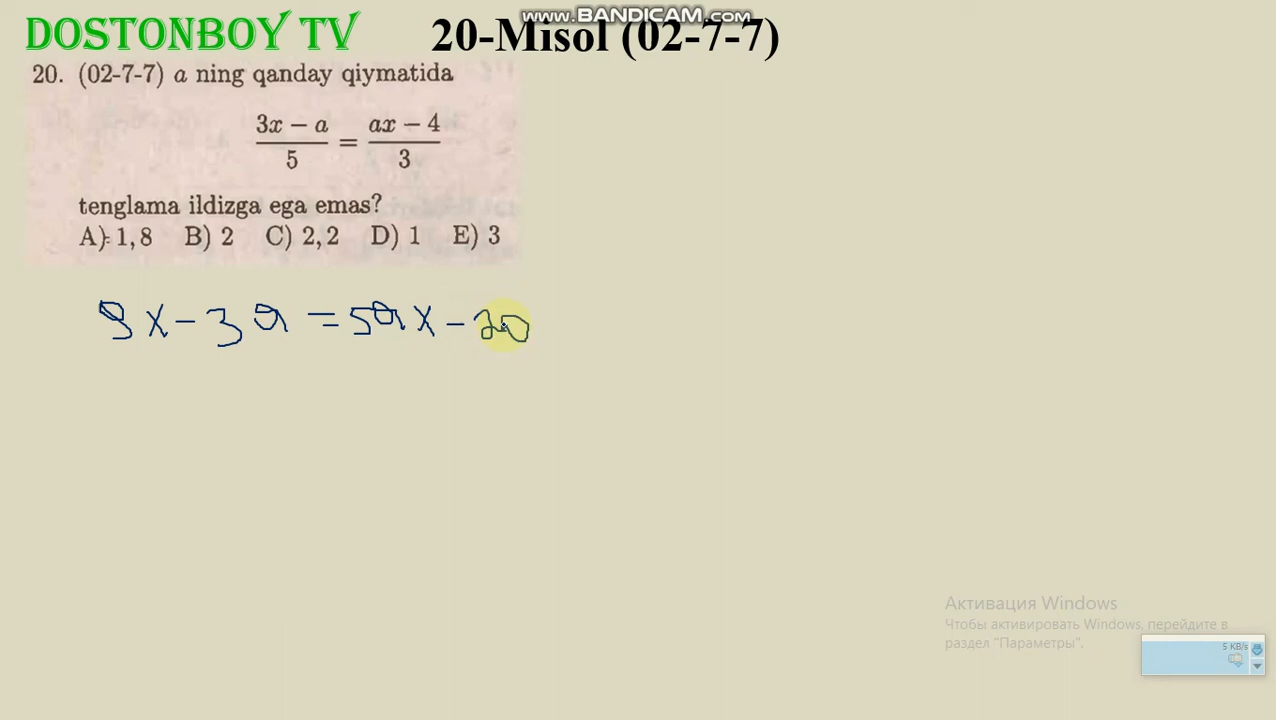 www.BANDICAM.com
DOSTONBOY TV
20-Misol (02-7-7)
20. (02-7-7) a ning qanday qiymatida
3x − a / 5 = ax − 4 / 3
tenglama ildizga ega emas?
A) 1,8 B) 2 C) 2,2 D) 1 E) 3
9x − 3a = 5ax − 20
Активация Windows
Чтобы активировать Windows, перейдите в
раздел "Параметры".
5 KB/s